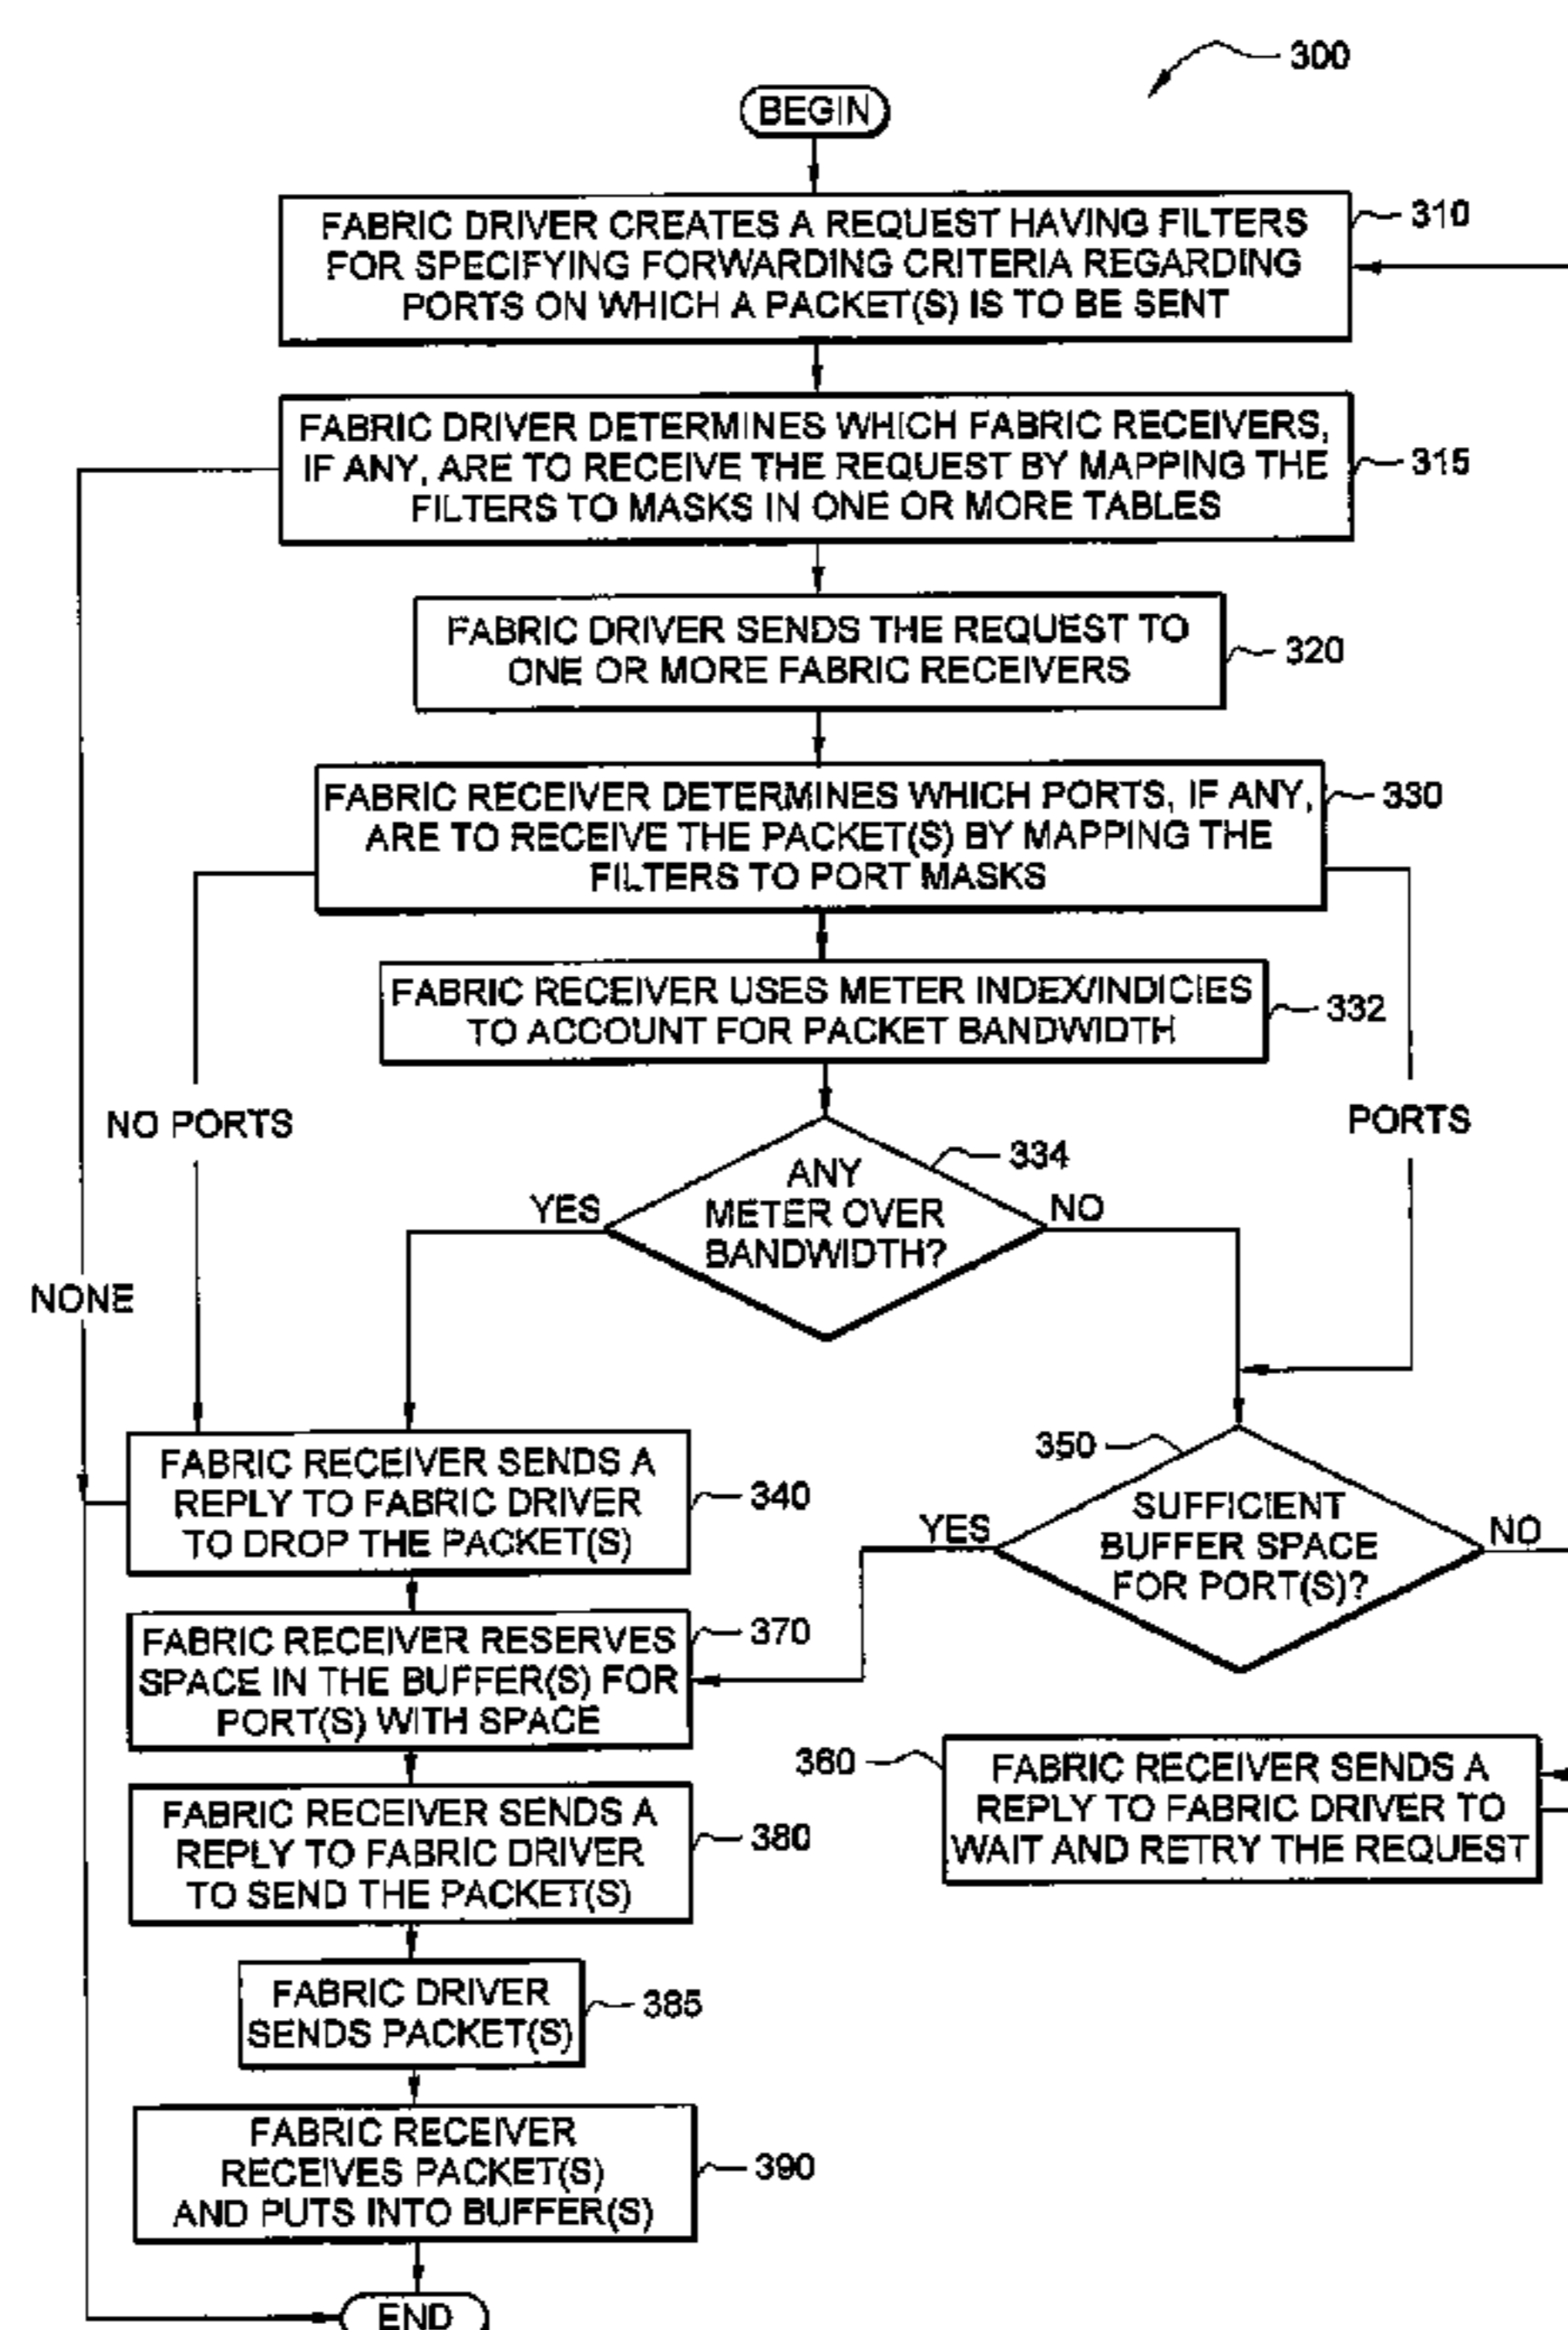 300
BEGIN
FABRIC DRIVER CREATES A REQUEST HAVING FILTERS
FOR SPECIFYING FORWARDING CRITERIA REGARDING
PORTS ON WHICH A PACKET(S) IS TO BE SENT
310
FABRIC DRIVER DETERMINES WHICH FABRIC RECEIVERS,
IF ANY, ARE TO RECEIVE THE REQUEST BY MAPPING THE
FILTERS TO MASKS IN ONE OR MORE TABLES
315
FABRIC DRIVER SENDS THE REQUEST TO
ONE OR MORE FABRIC RECEIVERS
320
FABRIC RECEIVER DETERMINES WHICH PORTS, IF ANY,
ARE TO RECEIVE THE PACKET(S) BY MAPPING THE
FILTERS TO PORT MASKS
330
FABRIC RECEIVER USES METER INDEX/INDICIES
TO ACCOUNT FOR PACKET BANDWIDTH
332
NO PORTS
PORTS
ANY
METER OVER
BANDWIDTH?
334
YES
NO
NONE
FABRIC RECEIVER SENDS A
REPLY TO FABRIC DRIVER
TO DROP THE PACKET(S)
340
350
SUFFICIENT
BUFFER SPACE
FOR PORT(S)?
YES
NO
FABRIC RECEIVER RESERVES
SPACE IN THE BUFFER(S) FOR
PORT(S) WITH SPACE
370
360
FABRIC RECEIVER SENDS A
REPLY TO FABRIC DRIVER TO
WAIT AND RETRY THE REQUEST
FABRIC RECEIVER SENDS A
REPLY TO FABRIC DRIVER
TO SEND THE PACKET(S)
380
FABRIC DRIVER
SENDS PACKET(S)
385
FABRIC RECEIVER
RECEIVES PACKET(S)
AND PUTS INTO BUFFER(S)
390
END